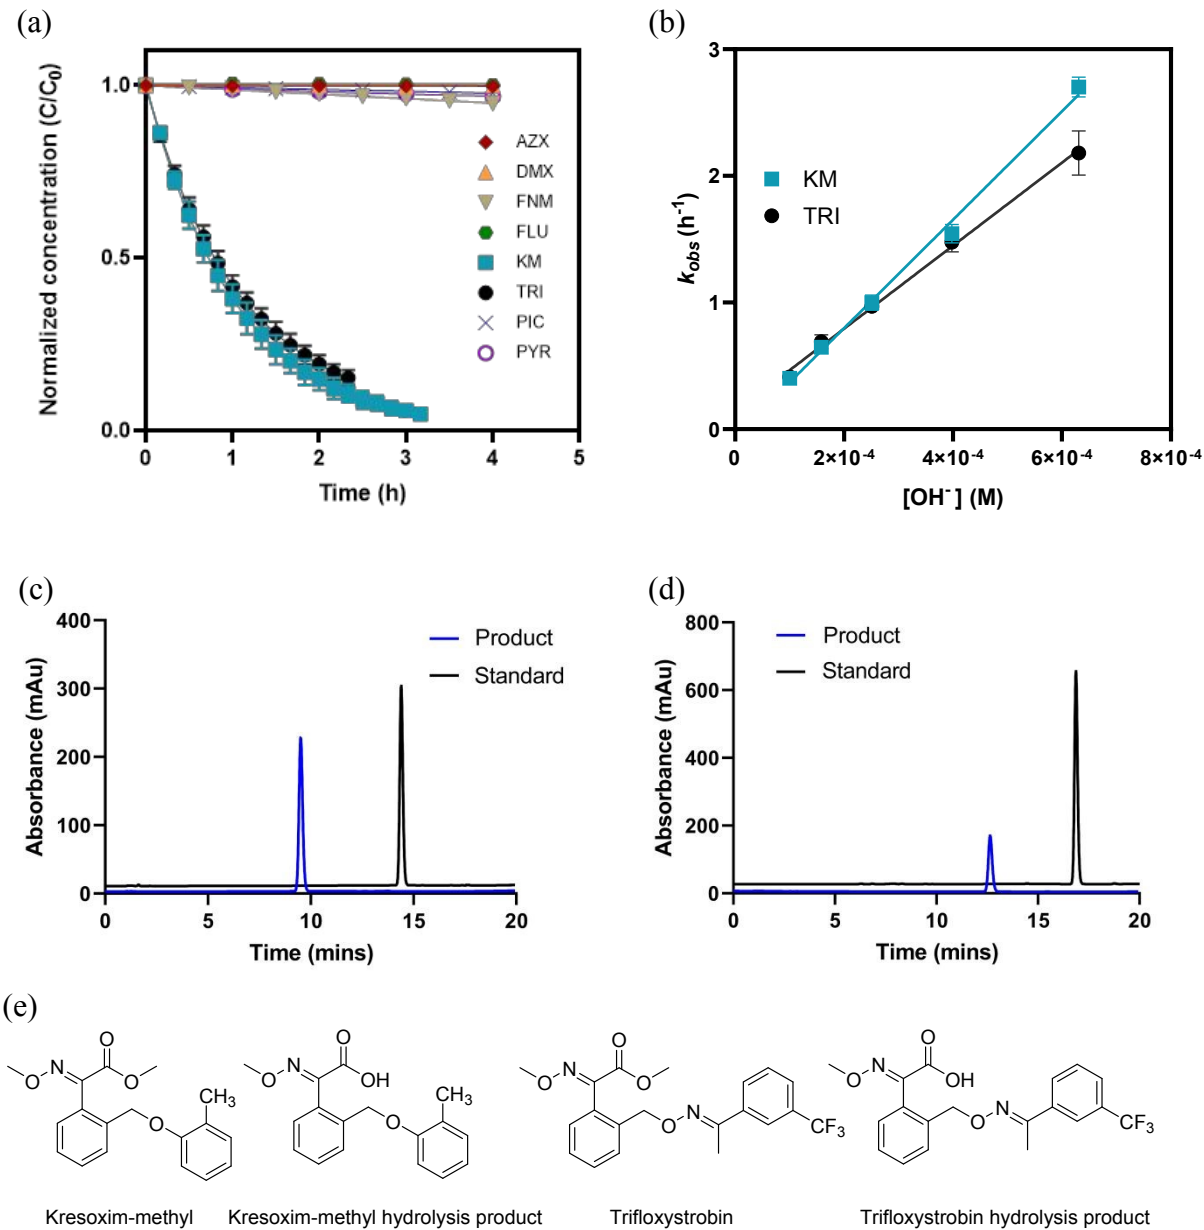 (a)
Normalized concentration (C/C₀)
1.0
0.5
0.0
0 1 2 3 4 5
Time (h)
AZX
DMX
FNM
FLU
KM
TRI
PIC
PYR
(b)
k_obs (h⁻¹)
3
2
1
0
KM
TRI
0 2×10⁻⁴ 4×10⁻⁴ 6×10⁻⁴ 8×10⁻⁴
[OH⁻] (M)
(c)
Absorbance (mAu)
400
300
200
100
0
Product
Standard
0 5 10 15 20
Time (mins)
(d)
Absorbance (mAu)
800
600
400
200
0
Product
Standard
0 5 10 15 20
Time (mins)
(e)
O
N
O
O
CH₃
O
Kresoxim-methyl
O
N
O
OH
CH₃
O
Kresoxim-methyl hydrolysis product
O
N
O
O
N
O
CF₃
Trifloxystrobin
O
N
O
OH
N
O
CF₃
Trifloxystrobin hydrolysis product